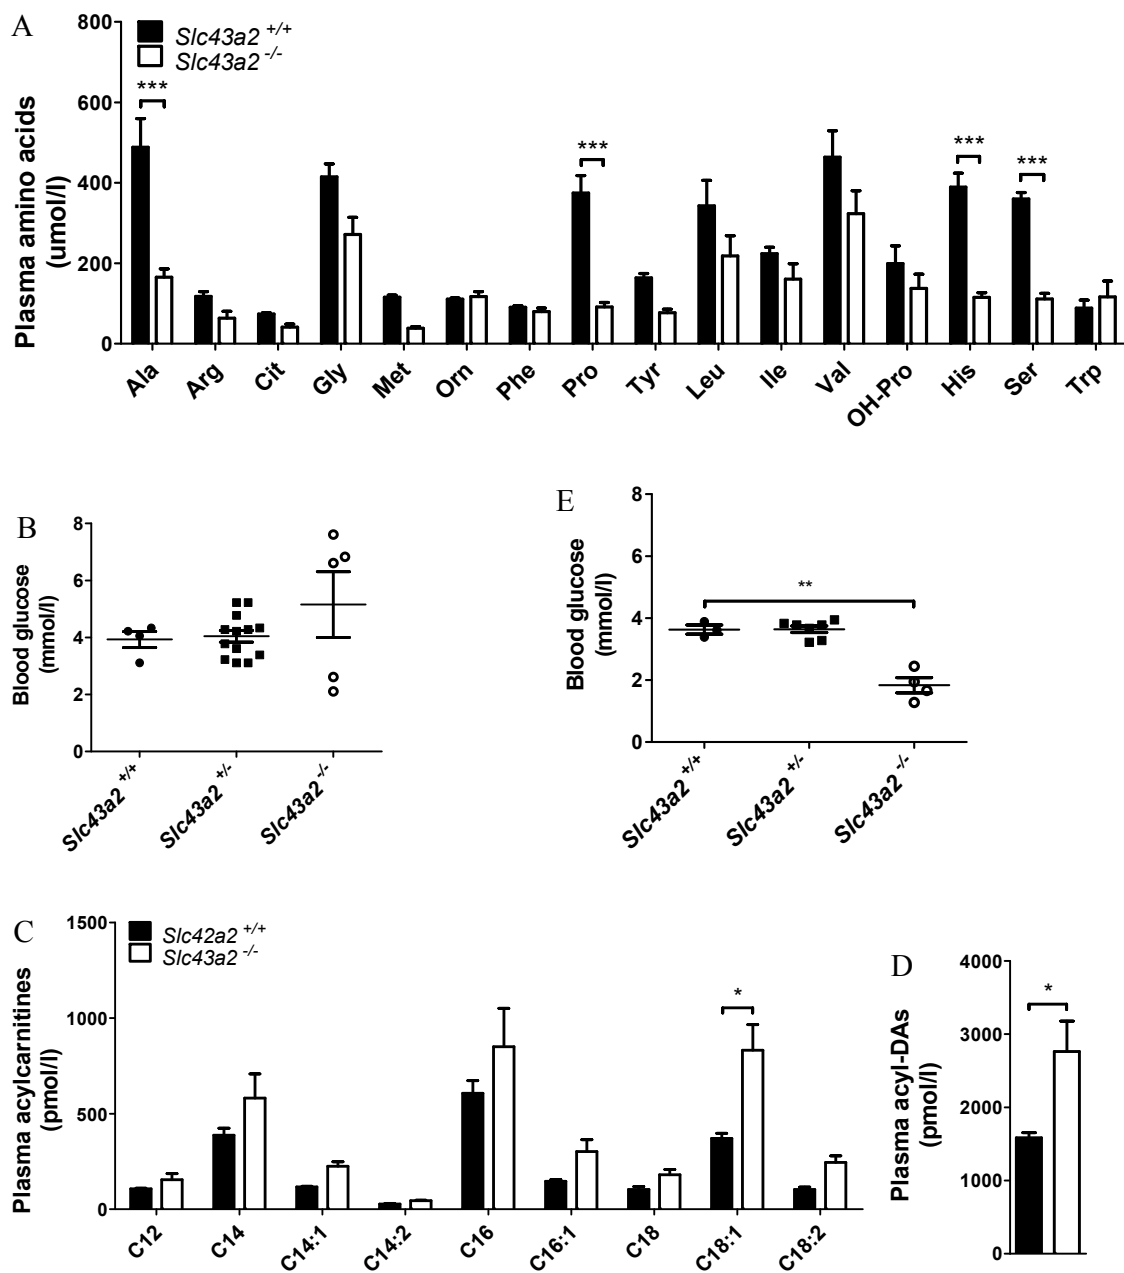 A
800
600
400
200
0
Plasma amino acids
(umol/l)
Slc43a2 +/+
Slc43a2 -/-
***
***
***
***
Ala
Arg
Cit
Gly
Met
Orn
Phe
Pro
Tyr
Leu
Ile
Val
OH-Pro
His
Ser
Trp
B
8
6
4
2
0
Blood glucose
(mmol/l)
Slc43a2 +/+
Slc43a2 +/-
Slc43a2 -/-
E
8
6
4
2
0
Blood glucose
(mmol/l)
**
Slc43a2 +/+
Slc43a2 +/-
Slc43a2 -/-
C
1500
1000
500
0
Plasma acylcarnitines
(pmol/l)
Slc42a2 +/+
Slc43a2 -/-
*
C12
C14
C14:1
C14:2
C16
C16:1
C18
C18:1
C18:2
D
4000
3000
2000
1000
0
Plasma acyl-DAs
(pmol/l)
*